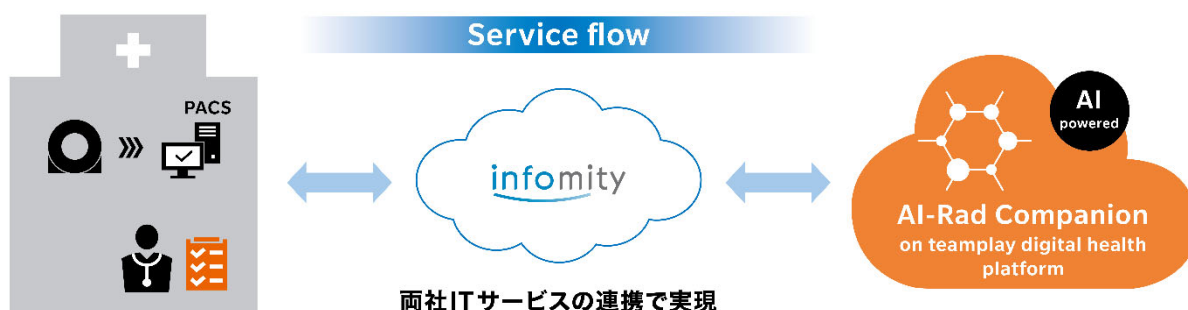 Service flow
PACS
infomity
AI
powered
AI-Rad Companion
on teamplay digital health
platform
両社ITサービスの連携で実現